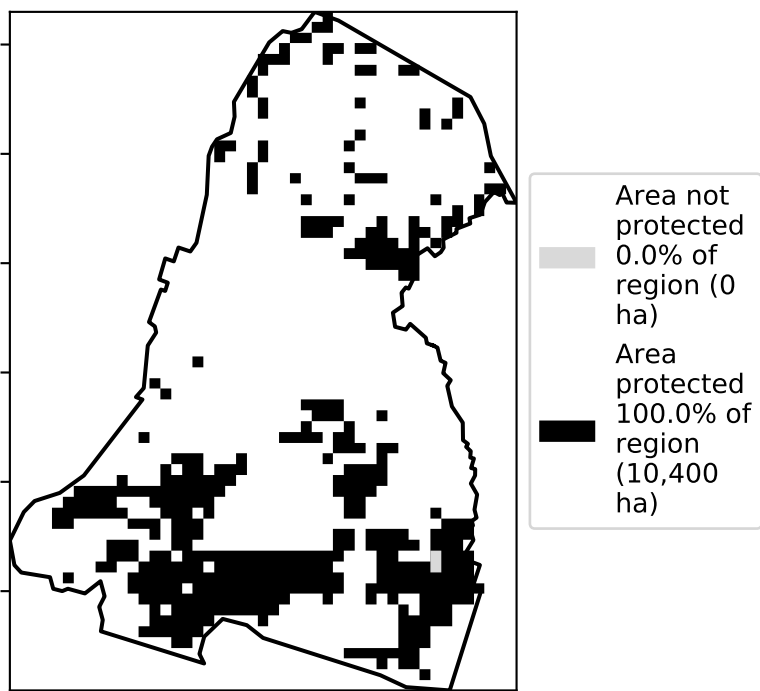 Area not
protected
0.0% of
region (0
ha)
Area
protected
100.0% of
region
(10,400
ha)